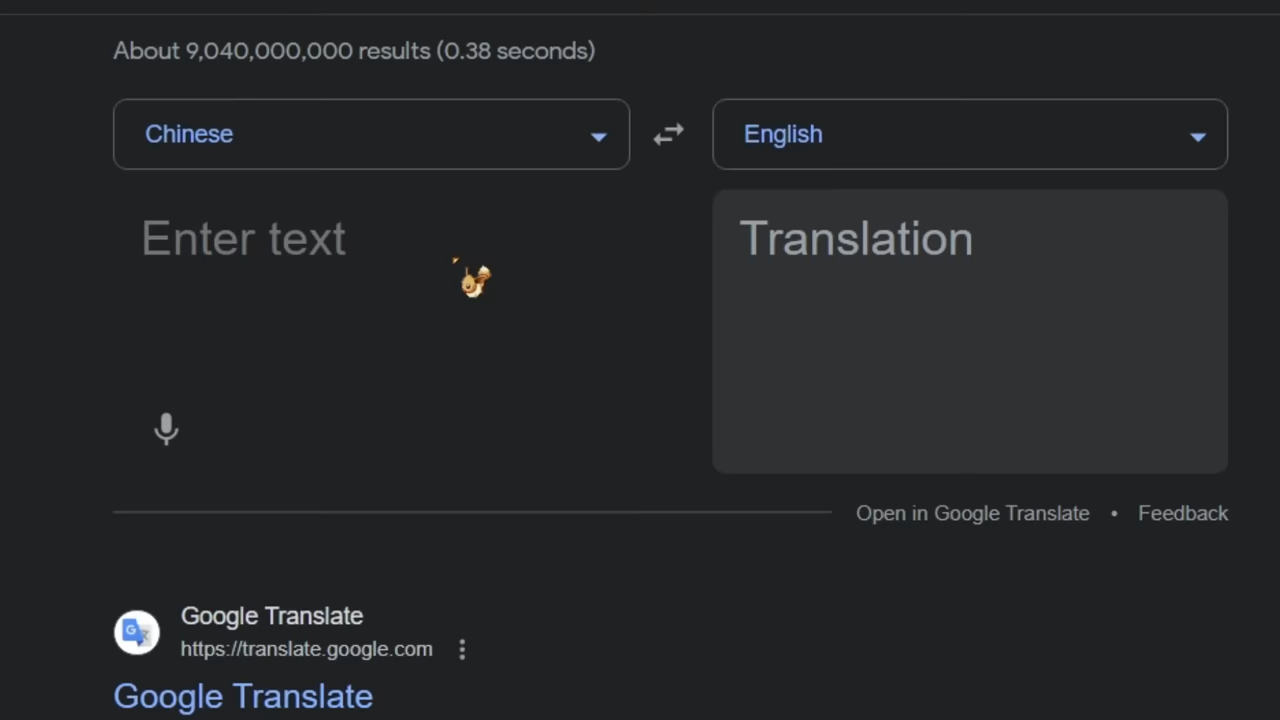 About 9,040,000,000 results (0.38 seconds)
Chinese
English
Enter text
Translation
Open in Google Translate • Feedback
Google Translate
https://translate.google.com
Google Translate